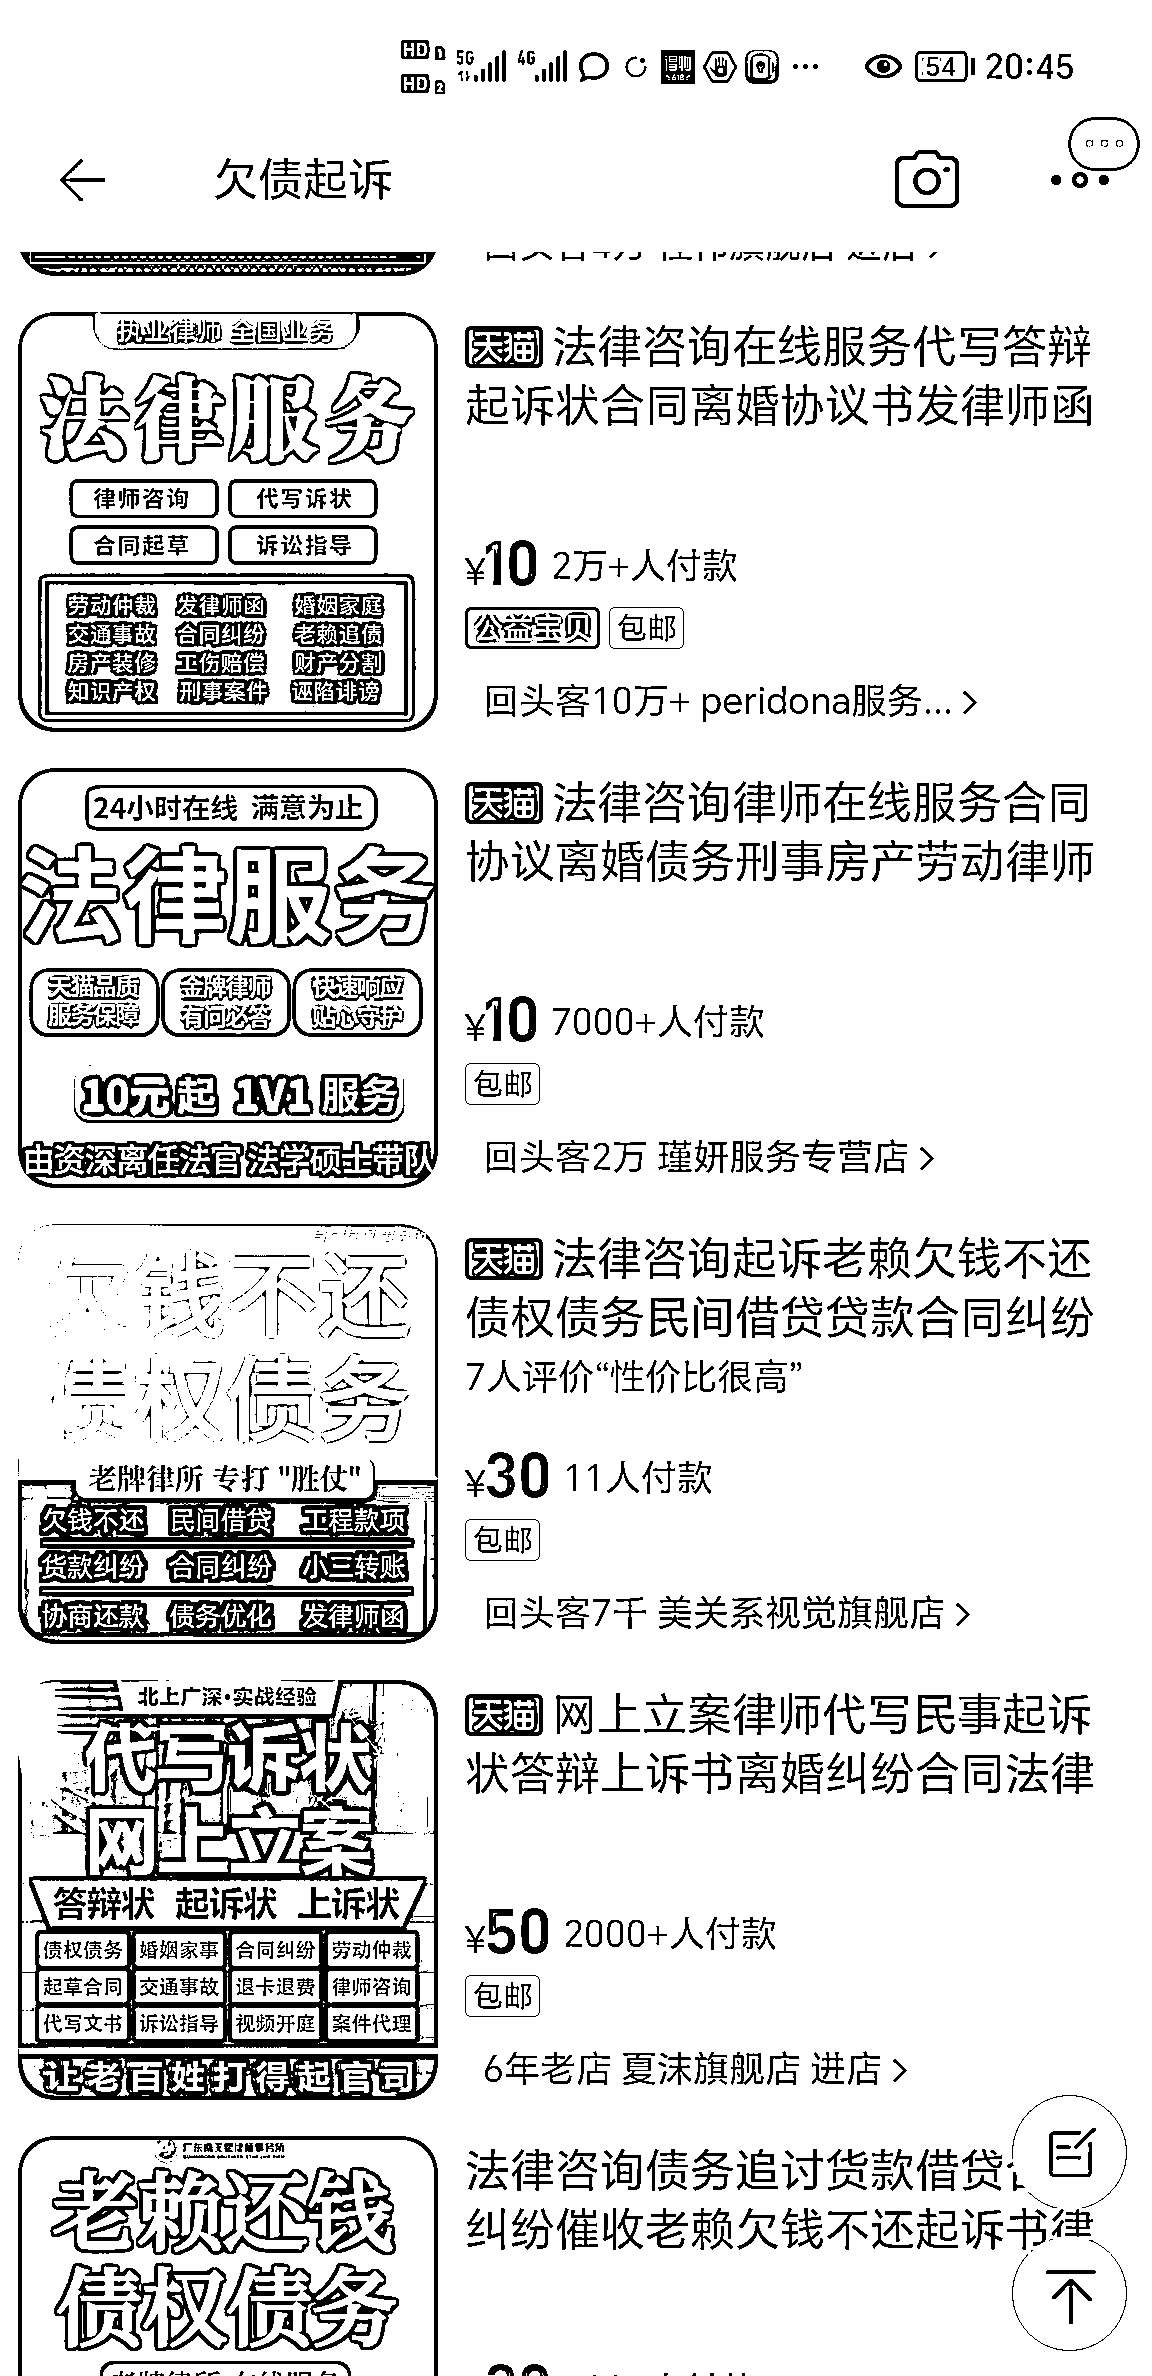 HD 1 5G 4G ... 54 20:45
HD 2
欠债起诉
执业律师 全国业务
法律服务
律师咨询 代写诉状
合同起草 诉讼指导
劳动仲裁 发律师函 婚姻家庭
交通事故 合同纠纷 老赖追债
房产装修 工伤赔偿 财产分割
知识产权 刑事案件 诬陷诽谤
天猫 法律咨询在线服务代写答辩
起诉状合同离婚协议书发律师函
¥10 2万+人付款
公益宝贝 包邮
回头客10万+ peridona服务... >
24小时在线 满意为止
法律服务
天猫品质 金牌律师 快速响应
服务保障 有问必答 贴心守护
10元起 1V1服务
由资深离任法官 法学硕士带队
天猫 法律咨询律师在线服务合同
协议离婚债务刑事房产劳动律师
¥10 7000+人付款
包邮
回头客2万 瑾妍服务专营店 >
欠钱不还
债权债务
老牌律所 专打 "胜仗"
欠钱不还 民间借贷 工程款项
货款纠纷 合同纠纷 小三转账
协商还款 债务优化 发律师函
天猫 法律咨询起诉老赖欠钱不还
债权债务民间借贷贷款合同纠纷
7人评价“性价比很高”
¥30 11人付款
包邮
回头客7千 美关系视觉旗舰店 >
北上广深·实战经验
代写诉状
网上立案
答辩状 起诉状 上诉状
债权债务 婚姻家事 合同纠纷 劳动仲裁
起草合同 交通事故 退卡退费 律师咨询
代写文书 诉讼指导 视频开庭 案件代理
让老百姓打得起官司
天猫 网上立案律师代写民事起诉
状答辩上诉书离婚纠纷合同法律
¥50 2000+人付款
包邮
6年老店 夏沫旗舰店 进店 >
老赖还钱
债权债务
法律咨询债务追讨货款借贷
纠纷催收老赖欠钱不还起诉书律